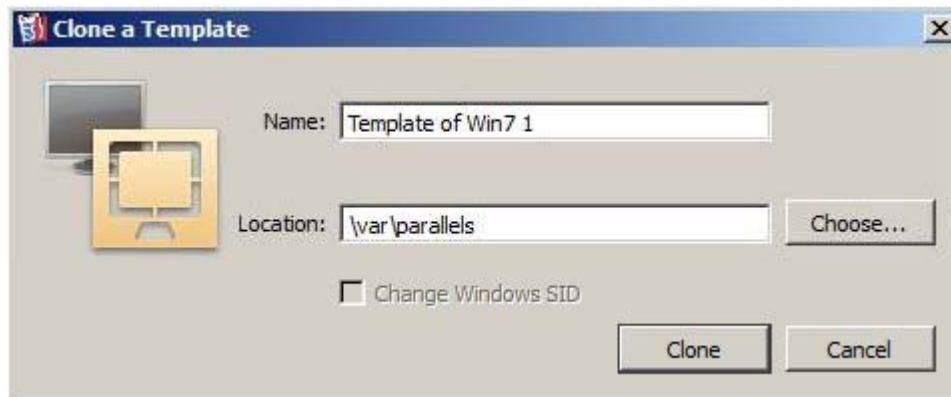 Clone a Template
Name: Template of Win7 1
Location: \var\parallels Choose...
Change Windows SID
Clone Cancel